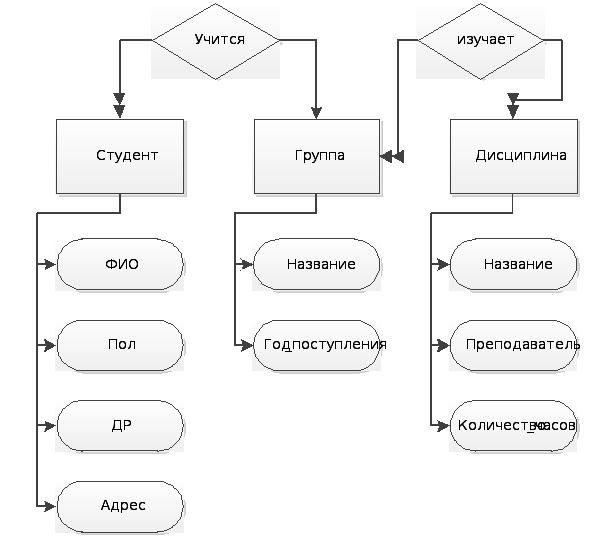 Учится
изучает
Студент
Группа
Дисциплина
ФИО
Название
Название
Пол
Год_поступления
Преподаватель
ДР
Количество_часов
Адрес